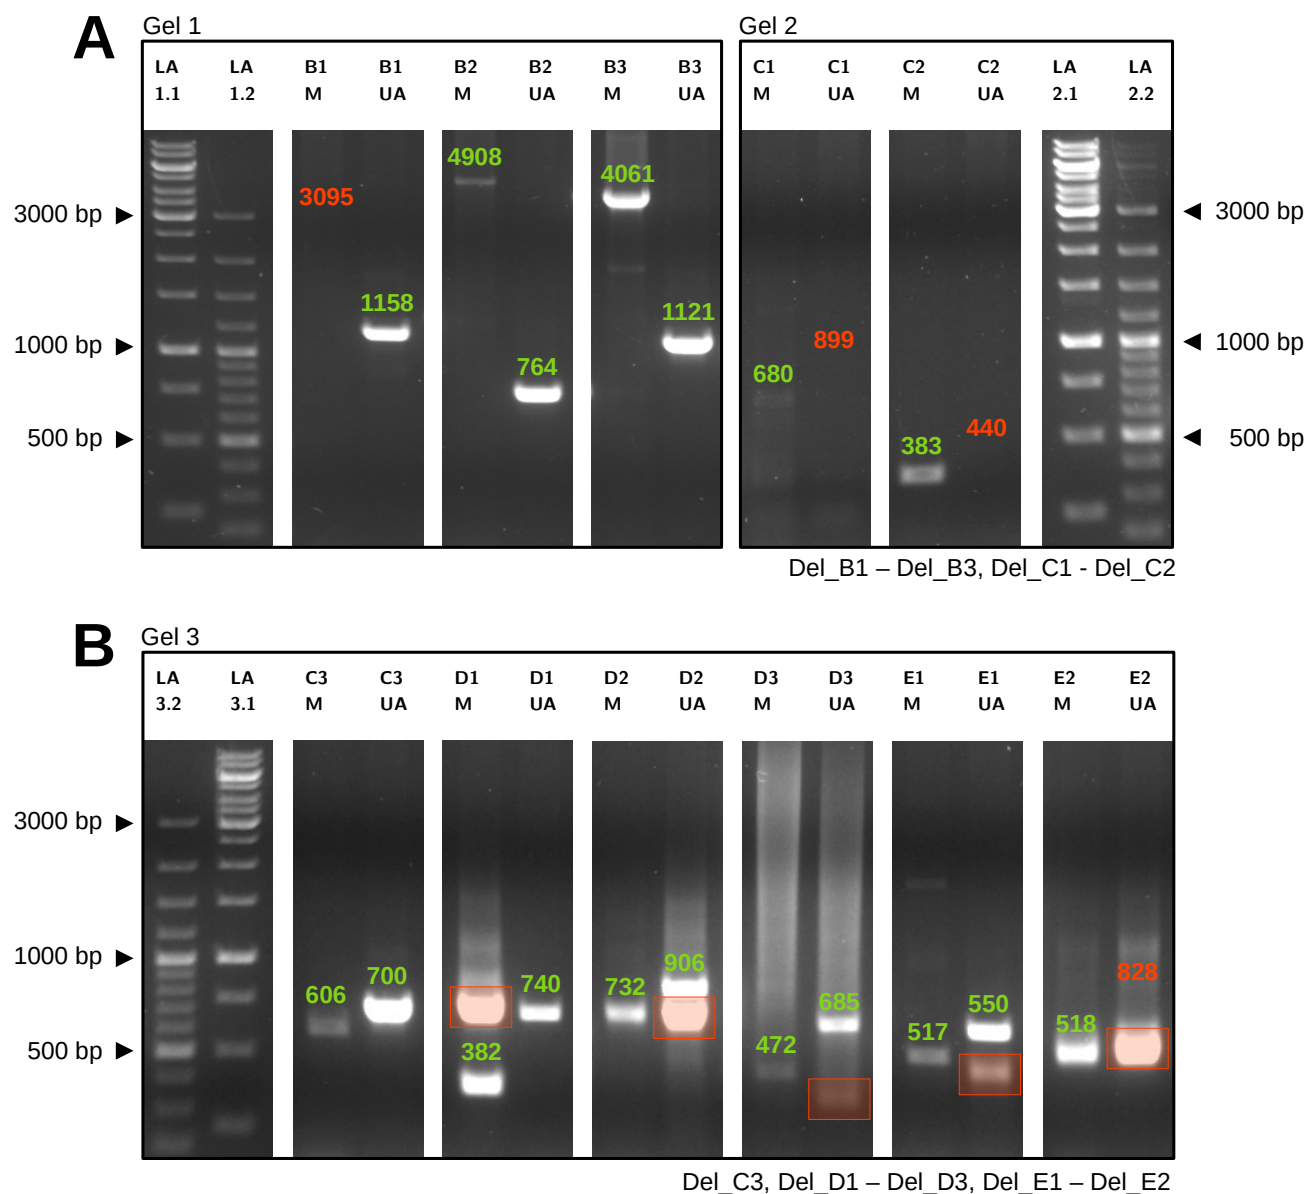 A
Gel 1
Gel 2
LA LA B1 B1 B2 B2 B3 B3 C1 C1 C2 C2 LA LA
1.1 1.2 M UA M UA M UA M UA M UA 2.1 2.2
4908
4061
3095
3000 bp
3000 bp
1158
1121
899
1000 bp
1000 bp
764
680
440
500 bp
500 bp
383
Del_B1 – Del_B3, Del_C1 - Del_C2
B
Gel 3
LA LA C3 C3 D1 D1 D2 D2 D3 D3 E1 E1 E2 E2
3.2 3.1 M UA M UA M UA M UA M UA M UA
3000 bp
1000 bp
906
828
606 700 740 732 685 550
517 518
500 bp
382 472
Del_C3, Del_D1 – Del_D3, Del_E1 – Del_E2